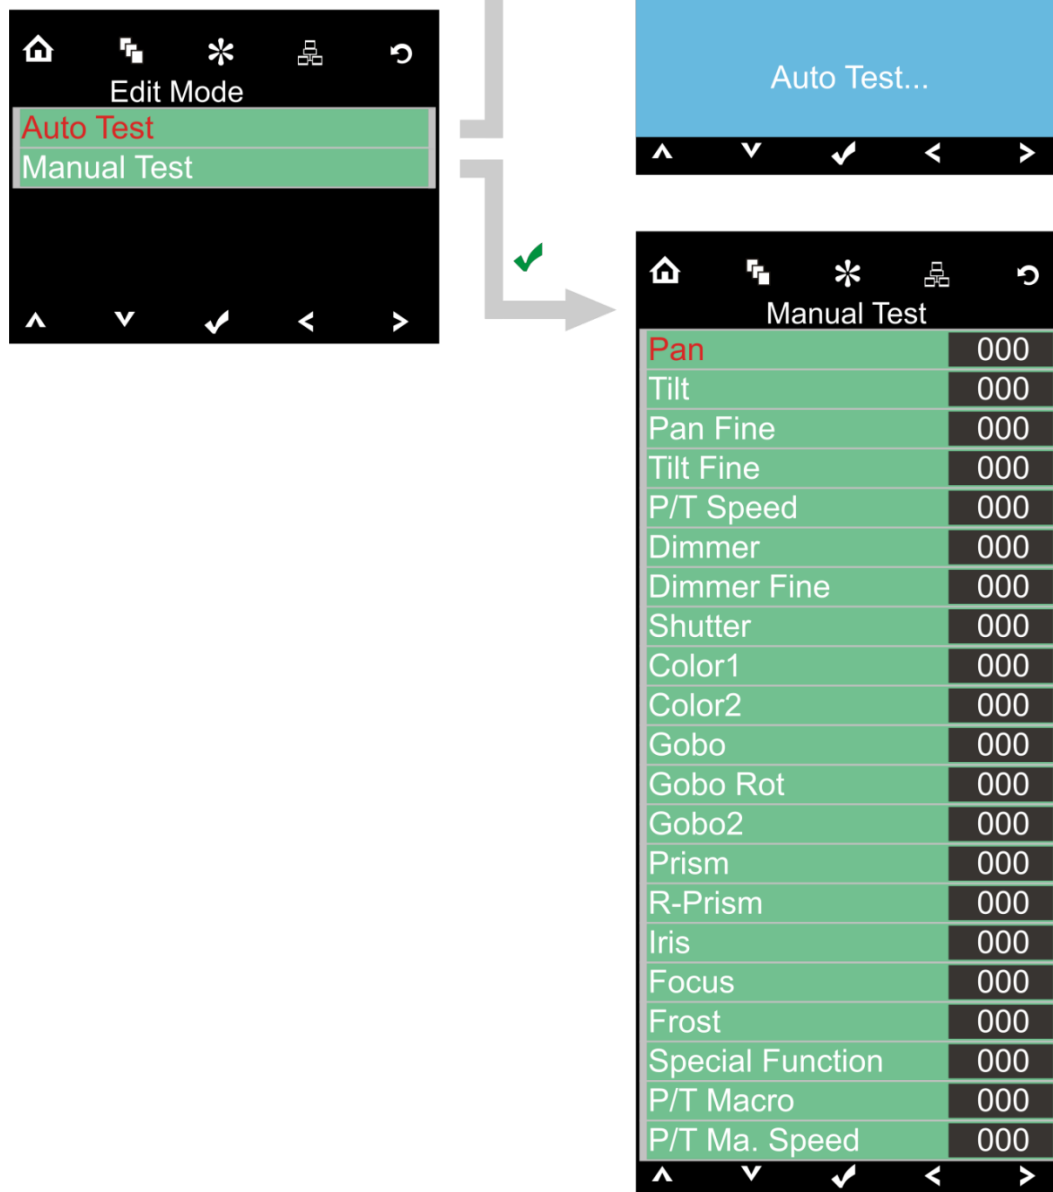 Edit Mode
Auto Test
Manual Test
Auto Test...
Manual Test
Pan 000
Tilt 000
Pan Fine 000
Tilt Fine 000
P/T Speed 000
Dimmer 000
Dimmer Fine 000
Shutter 000
Color1 000
Color2 000
Gobo 000
Gobo Rot 000
Gobo2 000
Prism 000
R-Prism 000
Iris 000
Focus 000
Frost 000
Special Function 000
P/T Macro 000
P/T Ma. Speed 000